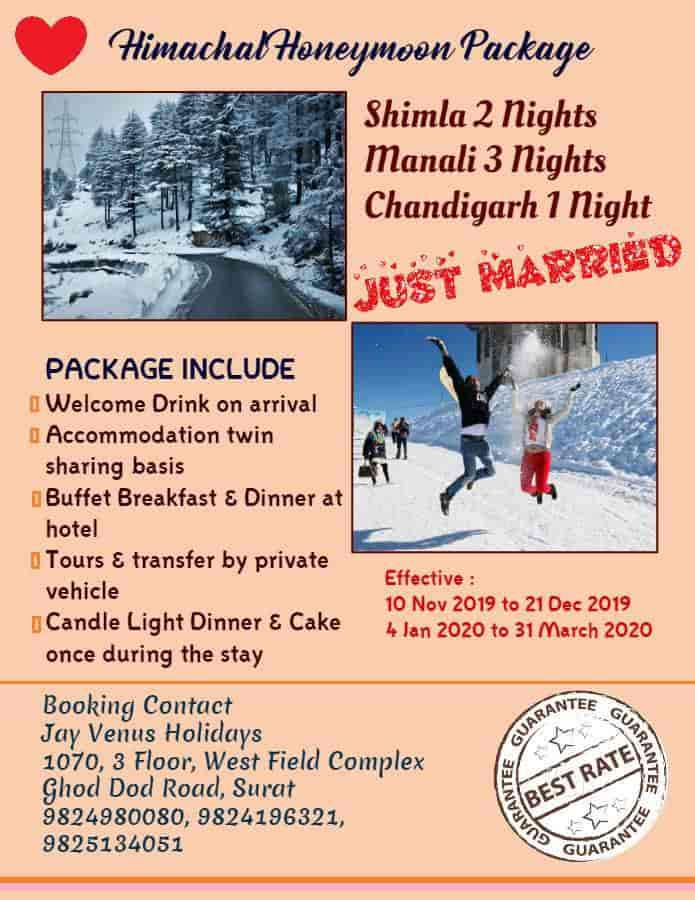 Himachal Honeymoon Package
Shimla 2 Nights
Manali 3 Nights
Chandigarh 1 Night
JUST MARRIED
PACKAGE INCLUDE
Welcome Drink on arrival
Accommodation twin
sharing basis
Buffet Breakfast & Dinner at
hotel
Tours & transfer by private
vehicle
Candle Light Dinner & Cake
once during the stay
Effective :
10 Nov 2019 to 21 Dec 2019
4 Jan 2020 to 31 March 2020
Booking Contact
Jay Venus Holidays
1070, 3 Floor, West Field Complex
Ghod Dod Road, Surat
9824980080, 9824196321,
9825134051
GUARANTEE GUARANTEE
BEST RATE
GUARANTEE GUARANTEE